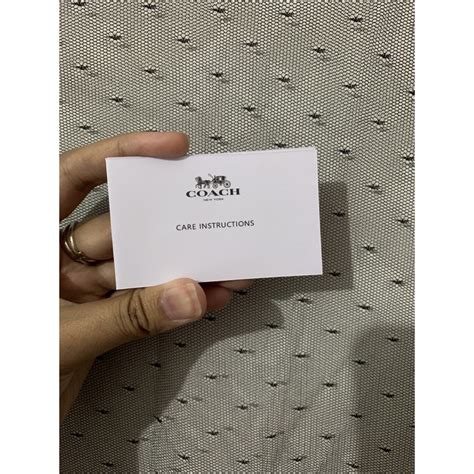 COACH
NEW YORK
CARE INSTRUCTIONS